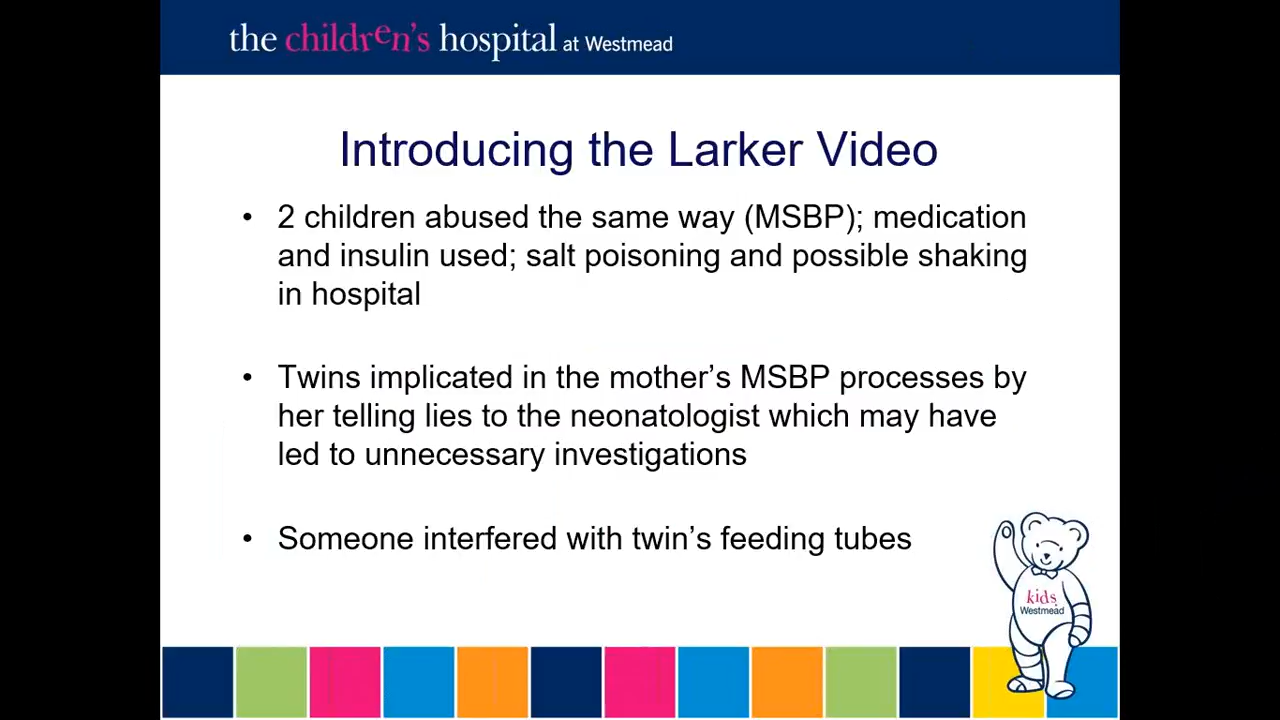 the children's hospital at Westmead
Introducing the Larker Video
• 2 children abused the same way (MSBP); medication
and insulin used; salt poisoning and possible shaking
in hospital
• Twins implicated in the mother’s MSBP processes by
her telling lies to the neonatologist which may have
led to unnecessary investigations
• Someone interfered with twin’s feeding tubes
kids
Westmead